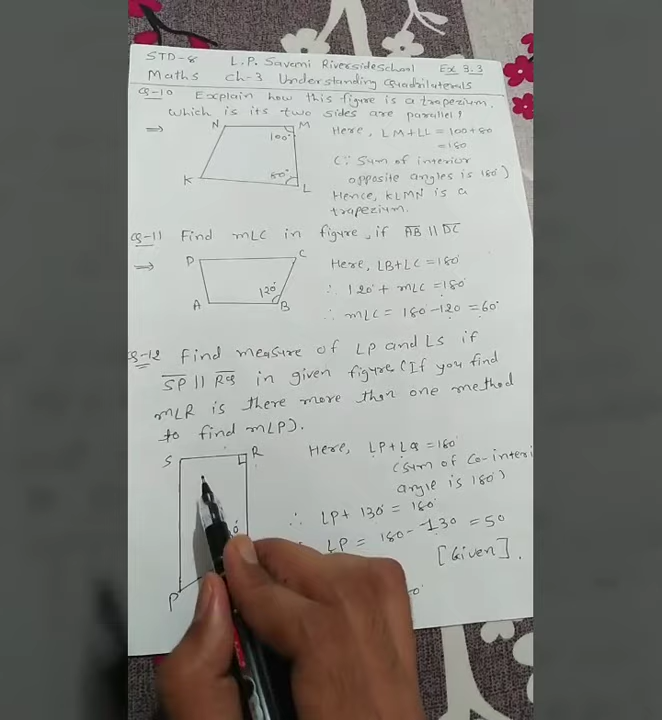 STD-8 L.P. Savani Riverside School Ex 3.3
Maths Ch-3 Understanding Quadrilaterals
Q-10 Explain how this figure is a trapezium.
Which is its two sides are parallel?
⇒ N M Here, ∠M+∠L = 100+80
100° =180
(∵ Sum of interior
80° opposite angles is 180°)
K L Hence, KLMN is a
trapezium.
Q-11 Find m∠C in figure, if AB || DC
⇒ D C Here, ∠B+∠C = 180°
120° ∴ 120 + m∠C = 180°
A B ∴ m∠C = 180-120 = 60°
Q-12 Find measure of ∠P and ∠S if
SP || RQ in given figure (If you find
m∠R is there more than one method
to find m∠P).
S R Here, ∠P+∠Q = 180°
(Sum of Co-interi
angle is 180°)
∴ ∠P + 130° = 180°
∠P = 180-130 = 50
[Given].
P